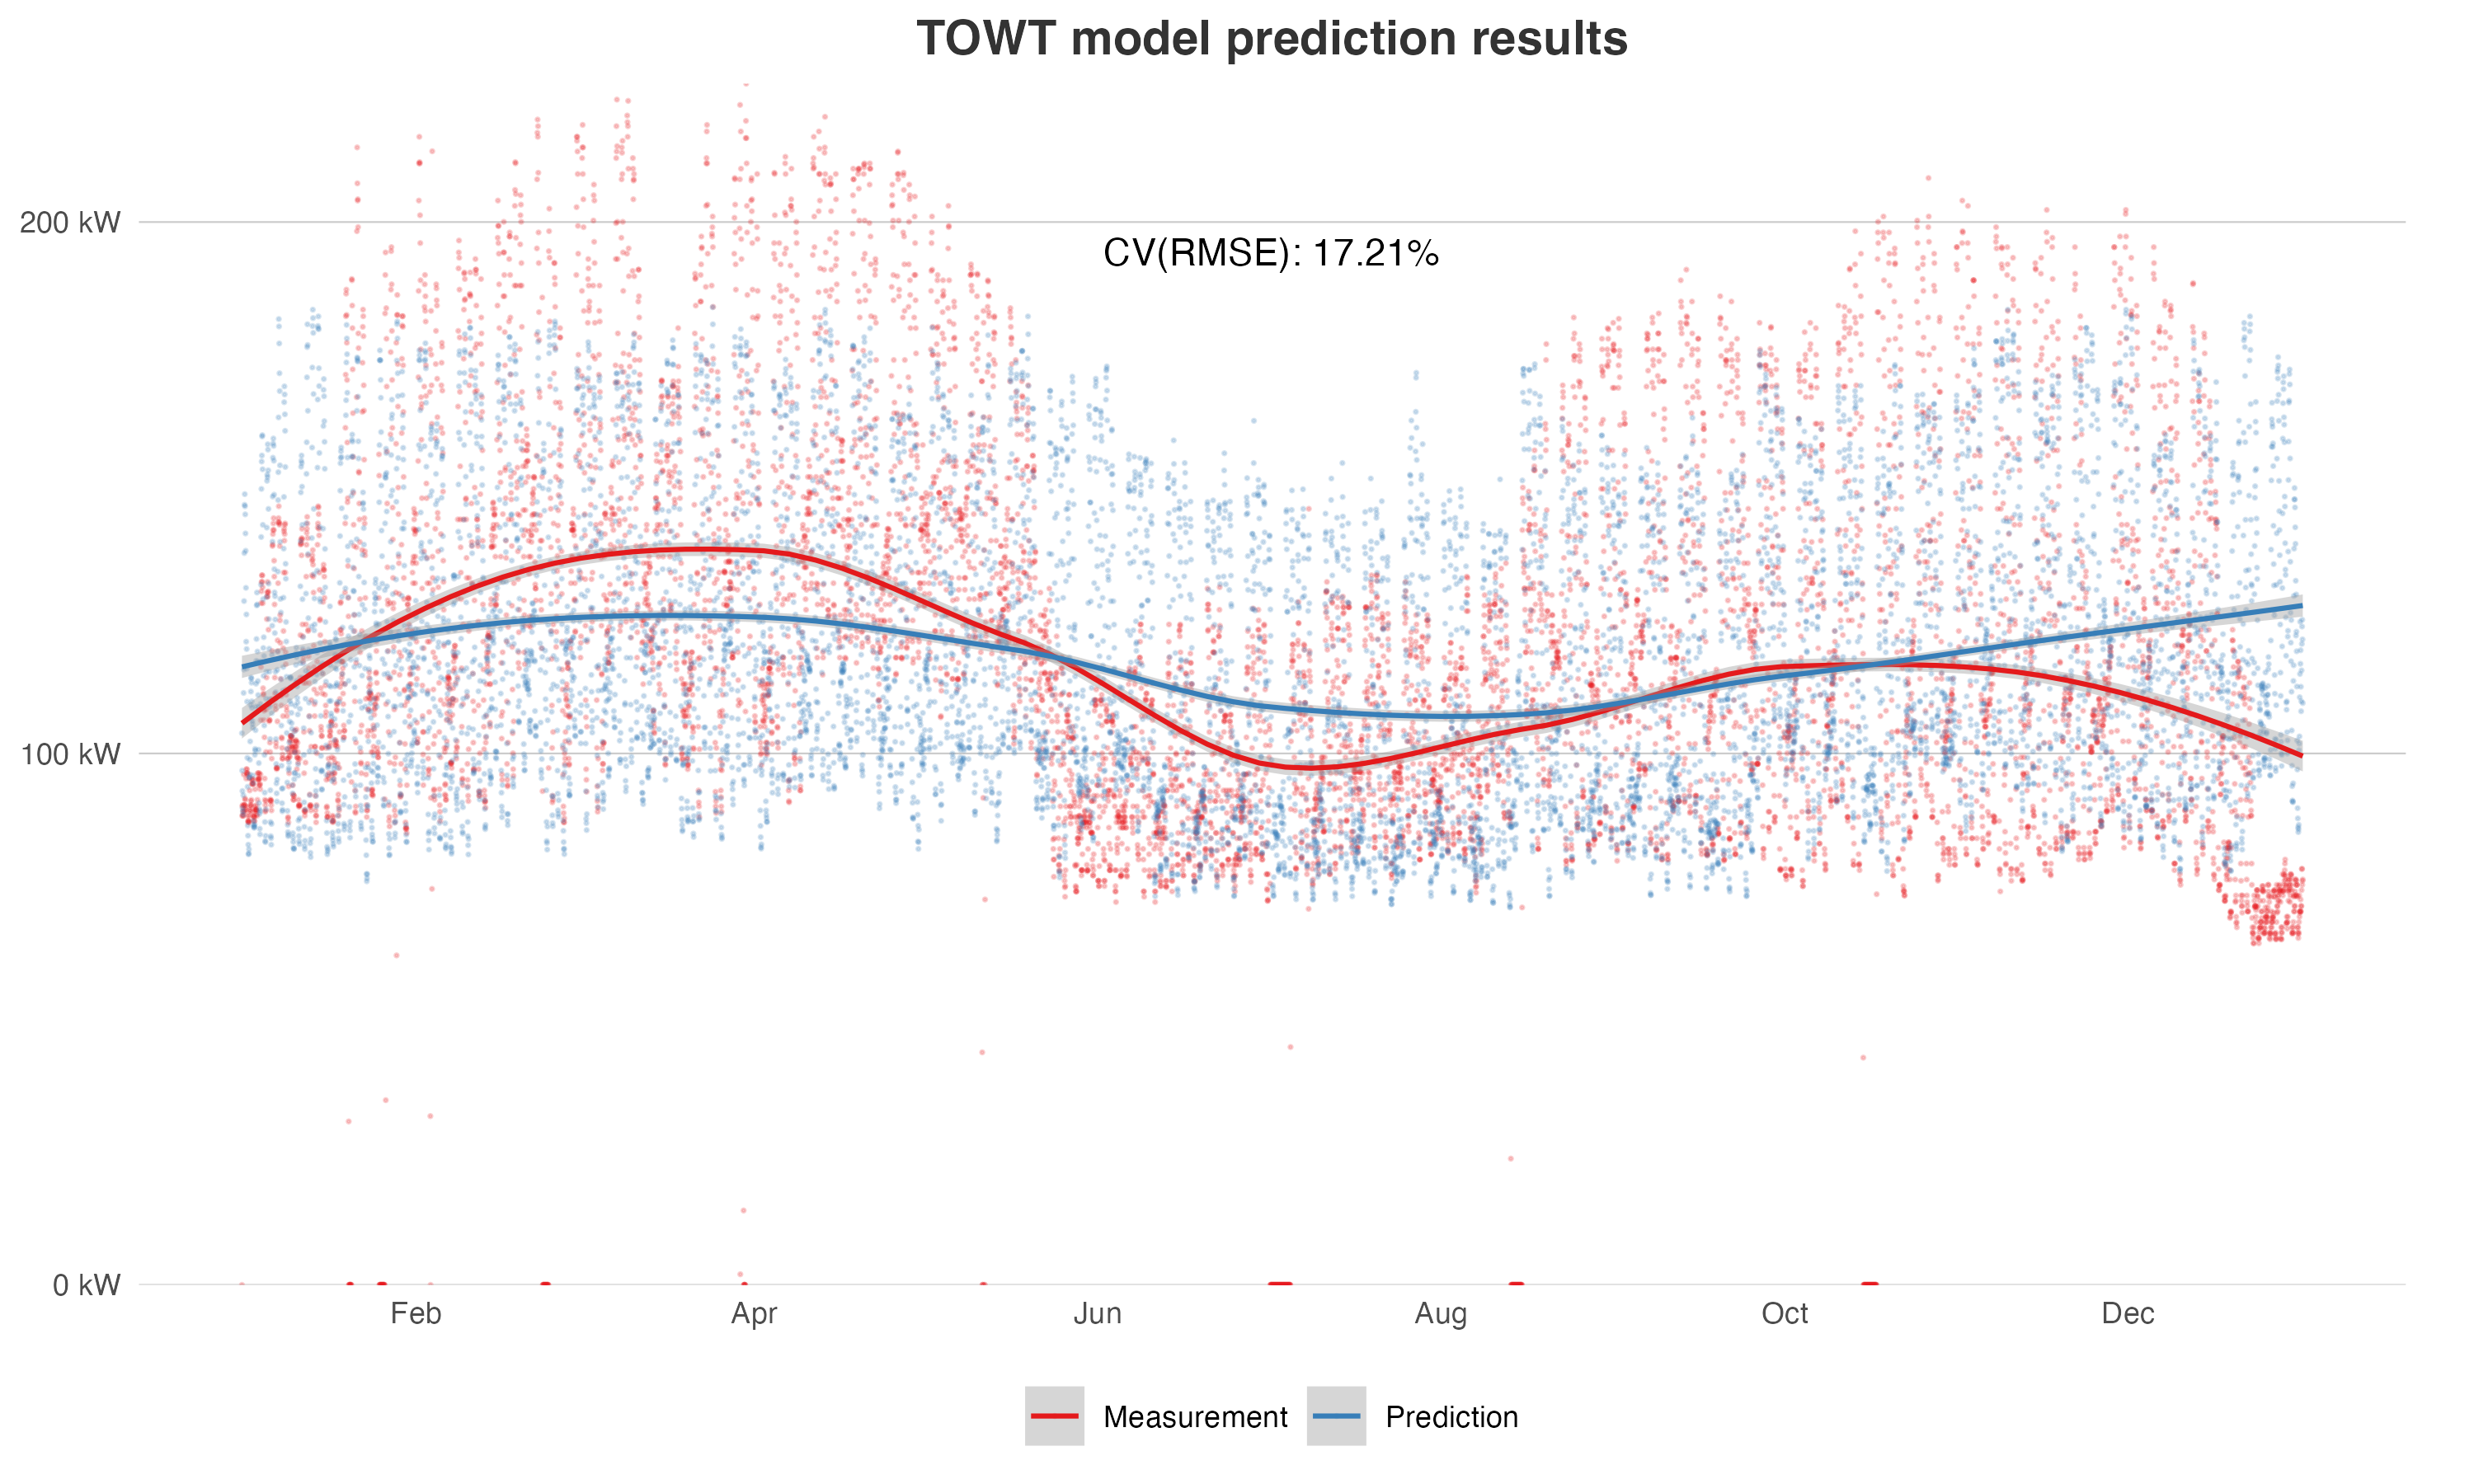 TOWT model prediction results
200 kW
CV(RMSE): 17.21%
100 kW
0 kW
Feb Apr Jun Aug Oct Dec
Measurement Prediction